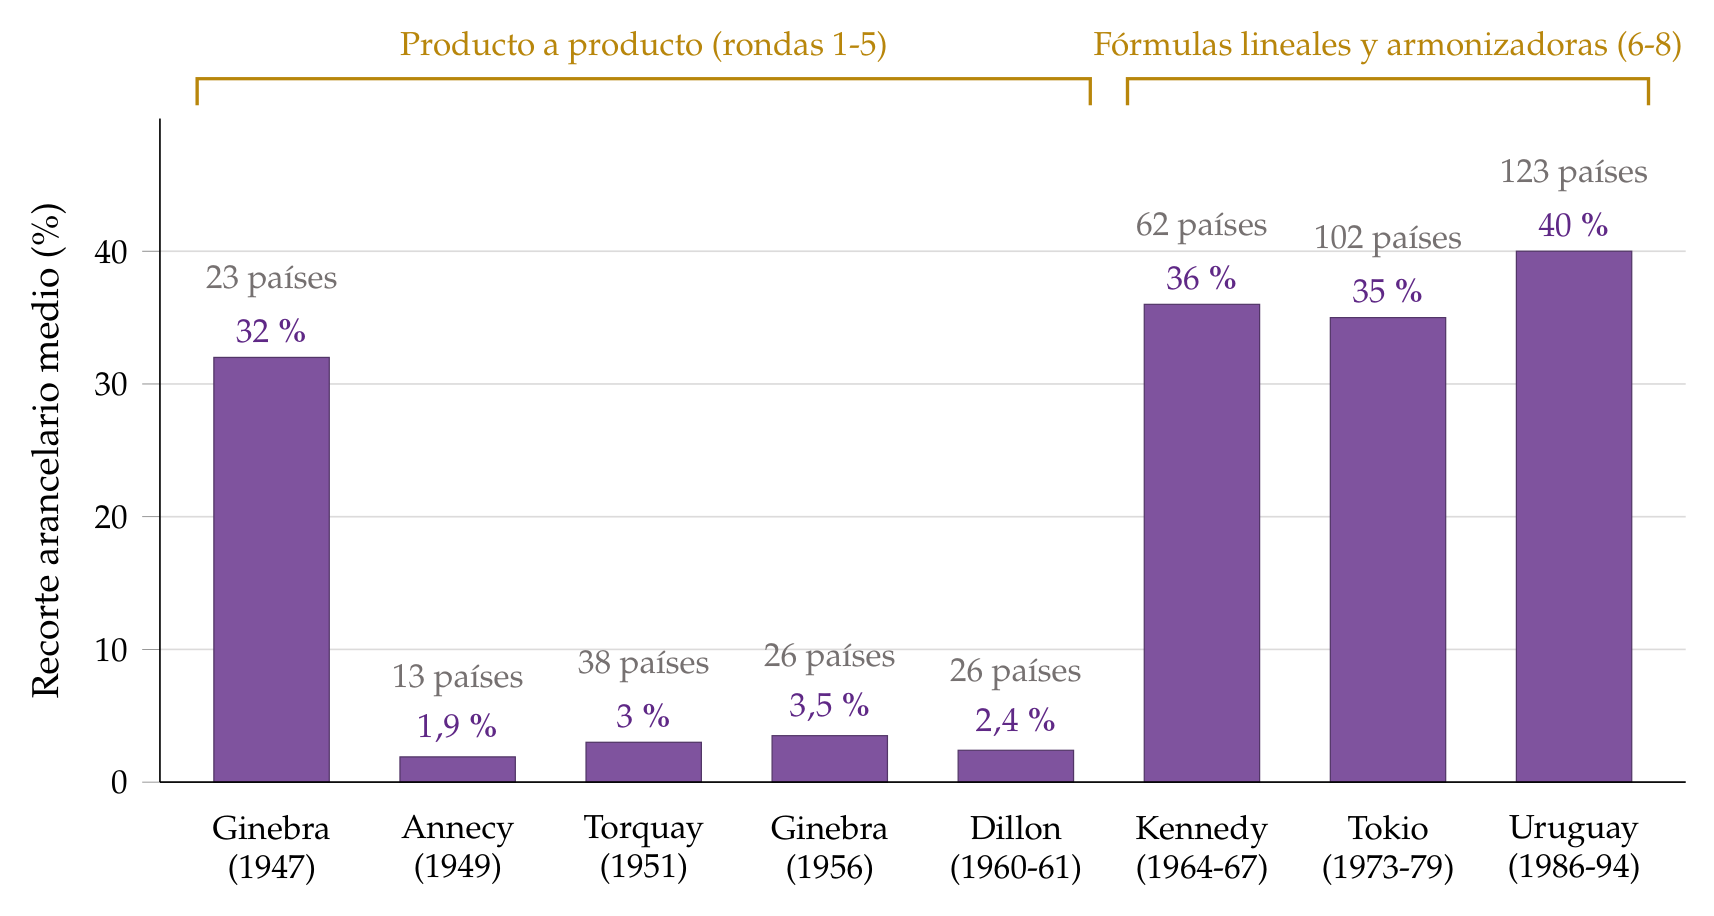 Producto a producto (rondas 1-5)
Fórmulas lineales y armonizadoras (6-8)
Recorte arancelario medio (%)
40
30
20
10
0
23 países
32 %
13 países
1,9 %
38 países
3 %
26 países
3,5 %
26 países
2,4 %
62 países
36 %
102 países
35 %
123 países
40 %
Ginebra
(1947)
Annecy
(1949)
Torquay
(1951)
Ginebra
(1956)
Dillon
(1960-61)
Kennedy
(1964-67)
Tokio
(1973-79)
Uruguay
(1986-94)